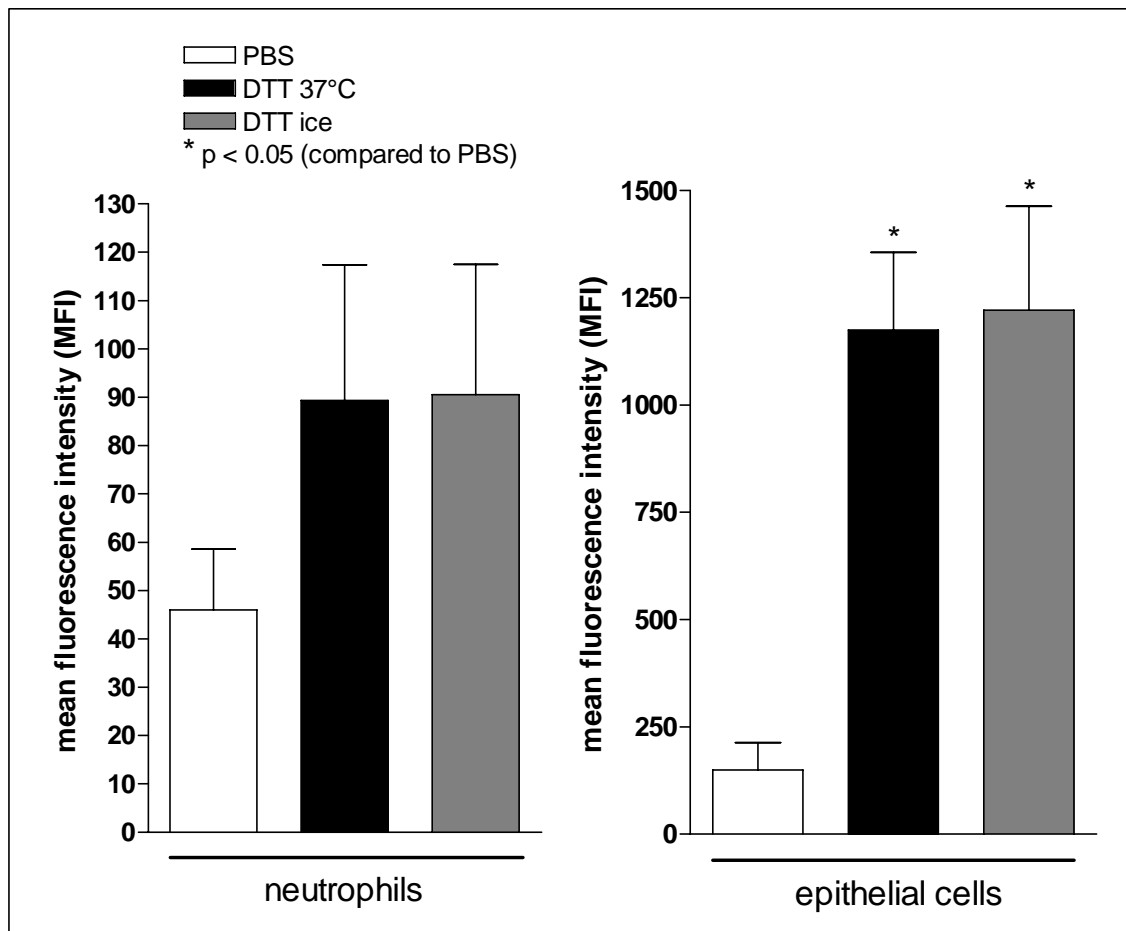 PBS
DTT 37°C
DTT ice
* p < 0.05 (compared to PBS)
mean fluorescence intensity (MFI)
130
120
110
100
90
80
70
60
50
40
30
20
10
0
neutrophils
mean fluorescence intensity (MFI)
1500
1250
1000
750
500
250
0
*
*
epithelial cells